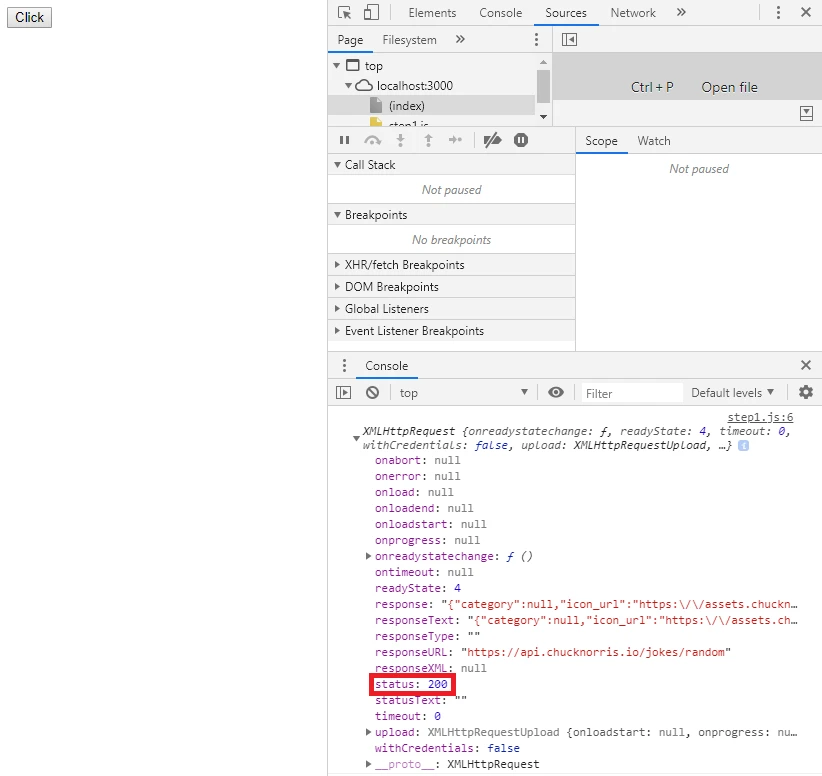 Click
Elements Console Sources Network »
Page Filesystem »
top
localhost:3000
(index)
step1.js
Ctrl + P Open file
Scope Watch
Call Stack
Not paused
Not paused
Breakpoints
No breakpoints
XHR/fetch Breakpoints
DOM Breakpoints
Global Listeners
Event Listener Breakpoints
Console
top Filter Default levels
step1.js:6
XMLHttpRequest {onreadystatechange: ƒ, readyState: 4, timeout: 0,
withCredentials: false, upload: XMLHttpRequestUpload, …} i
onabort: null
onerror: null
onload: null
onloadend: null
onloadstart: null
onprogress: null
onreadystatechange: ƒ ()
ontimeout: null
readyState: 4
response: "{"category":null,"icon_url":"https:\/\/assets.chuckn…
responseText: "{"category":null,"icon_url":"https:\/\/assets.ch…
responseType: ""
responseURL: "https://api.chucknorris.io/jokes/random"
responseXML: null
status: 200
statusText: ""
timeout: 0
upload: XMLHttpRequestUpload {onloadstart: null, onprogress: nu…
withCredentials: false
__proto__: XMLHttpRequest